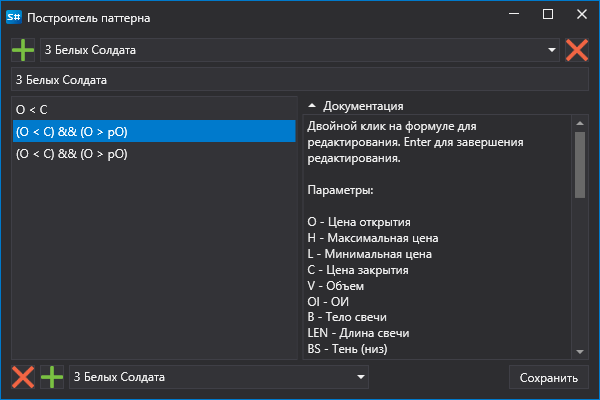 S# Построитель паттерна
3 Белых Солдата
3 Белых Солдата
O < C
(O < C) && (O > pO)
(O < C) && (O > pO)
Документация
Двойной клик на формуле для
редактирования. Enter для завершения
редактирования.
Параметры:
O - Цена открытия
H - Максимальная цена
L - Минимальная цена
C - Цена закрытия
V - Объем
OI - ОИ
B - Тело свечи
LEN - Длина свечи
BS - Тень (низ)
3 Белых Солдата
Сохранить